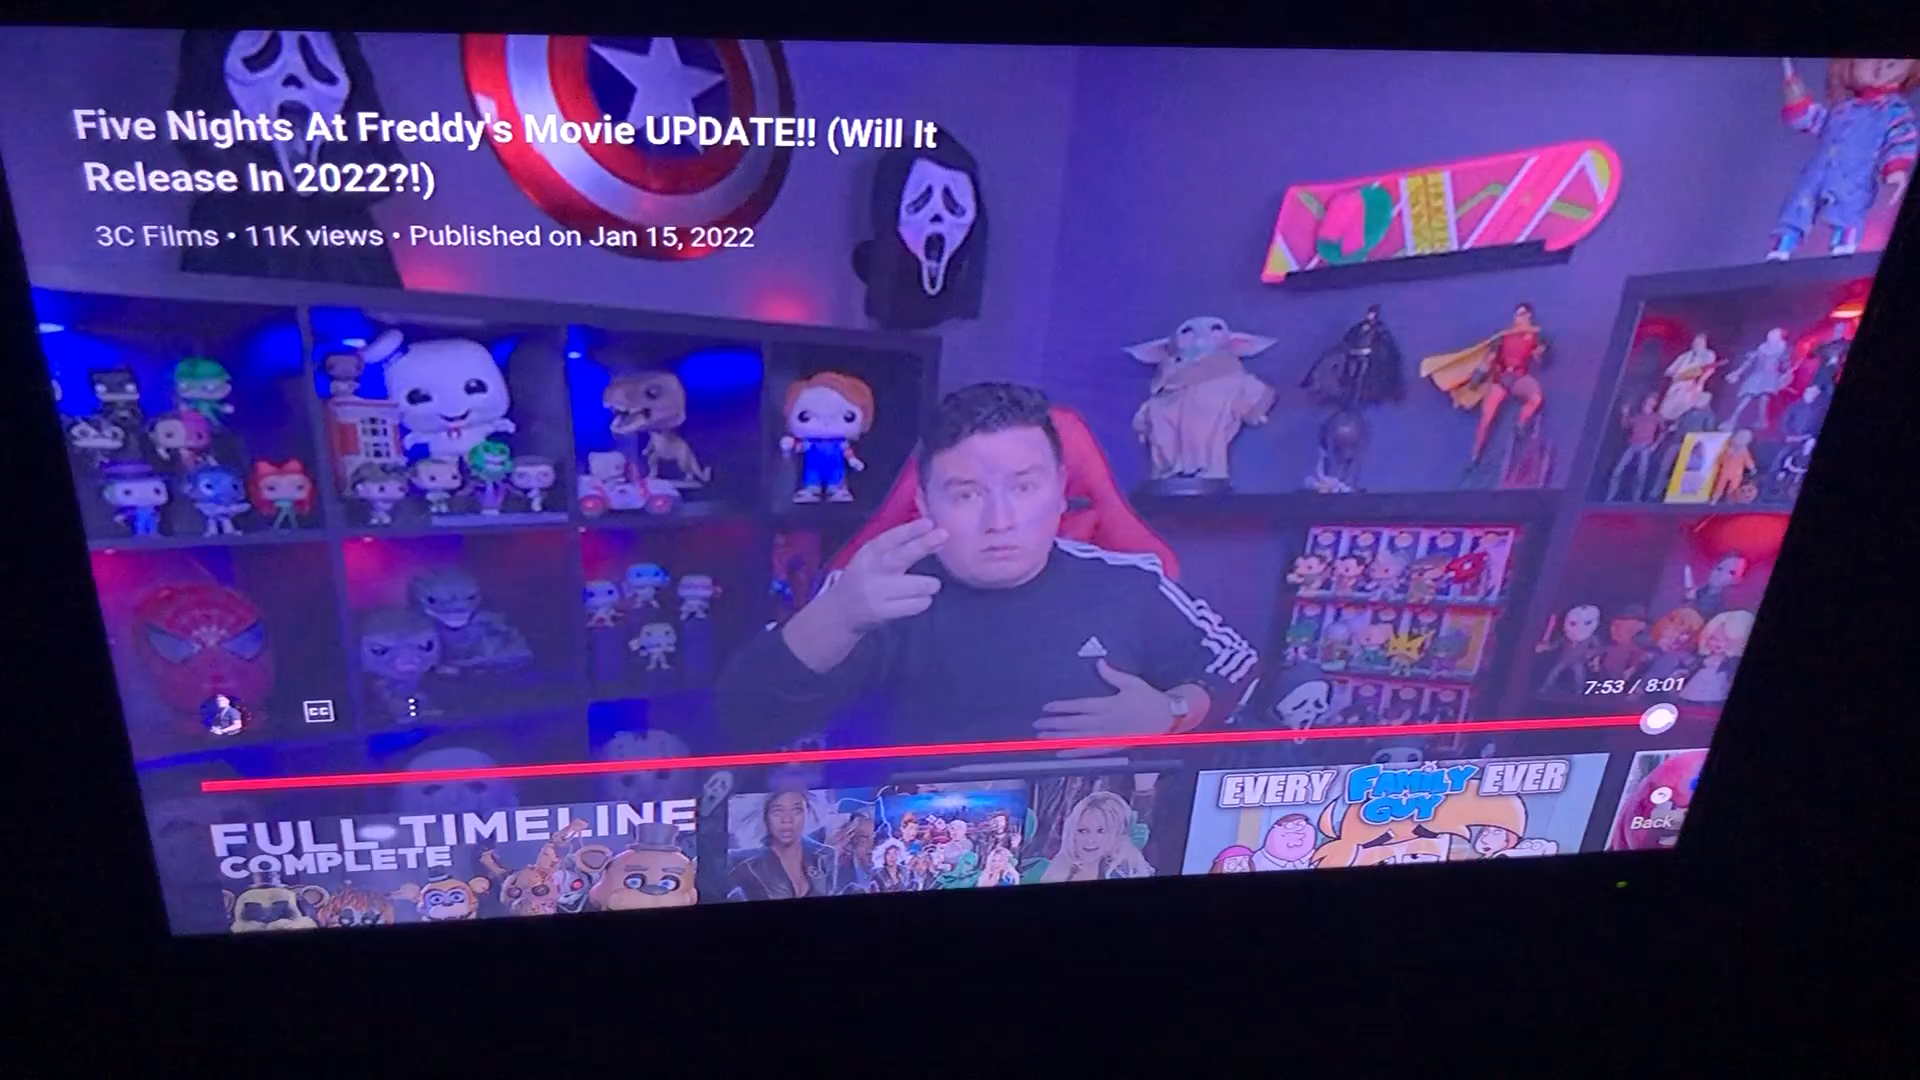 Five Nights At Freddy's Movie UPDATE!! (Will It
Release In 2022?!)
3C Films • 11K views • Published on Jan 15, 2022
CC
7:53 / 8:01
FULL TIMELINE
COMPLETE
EVERY FAMILY GUY EVER
Back